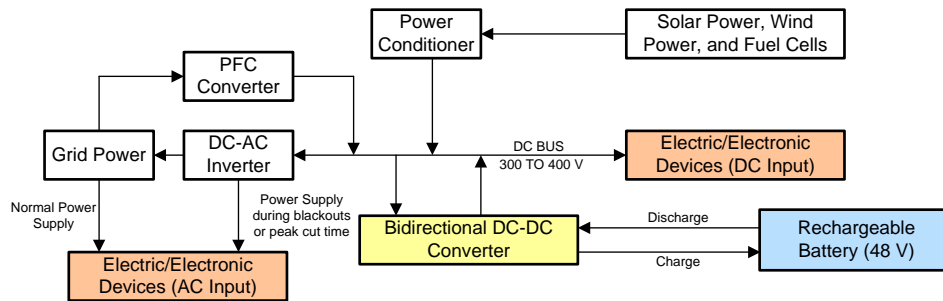 Power
Conditioner
Solar Power, Wind
Power, and Fuel Cells
PFC
Converter
Grid Power
DC-AC
Inverter
DC BUS
300 TO 400 V
Electric/Electronic
Devices (DC Input)
Normal Power
Supply
Power Supply
during blackouts
or peak cut time
Bidirectional DC-DC
Converter
Discharge
Charge
Rechargeable
Battery (48 V)
Electric/Electronic
Devices (AC Input)